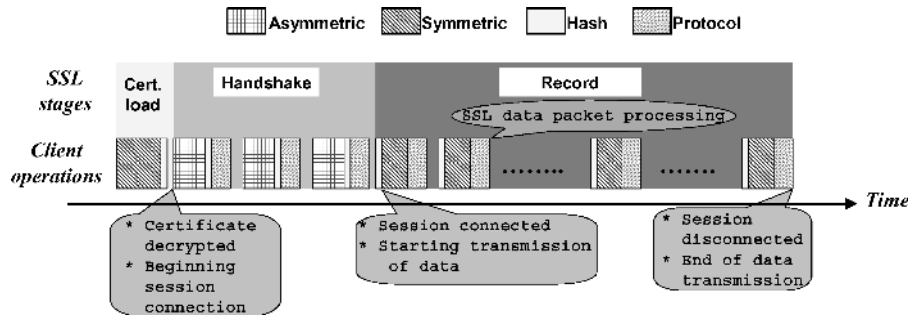 Asymmetric Symmetric Hash Protocol
SSL stages
Cert. load
Handshake
Record
SSL data packet processing
Client operations
........ ......
Time
* Certificate decrypted
* Beginning session connection
* Session connected
* Starting transmission of data
* Session disconnected
* End of data transmission